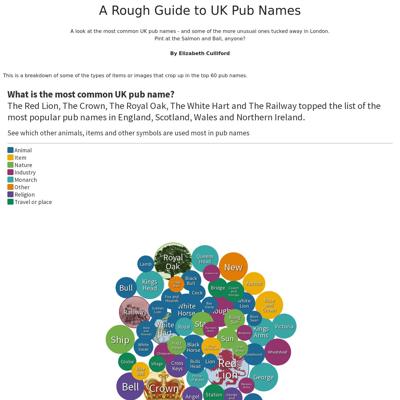 A Rough Guide to UK Pub Names
A look at the most common UK pub names - and some of the more unusual ones tucked away in London.
Pint at the Salmon and Ball, anyone?
By Elizabeth Culliford
This is a breakdown of some of the types of items or images that crop up in the top 60 pub names.
What is the most common UK pub name?
The Red Lion, The Crown, The Royal Oak, The White Hart and The Railway topped the list of the
most popular pub names in England, Scotland, Wales and Northern Ireland.
See which other animals, items and other symbols are used most in pub names
Animal
Item
Nature
Industry
Monarch
Other
Religion
Travel or place
Royal
Oak
Queens
Head
Lamb
New
Bull
Kings
Head
Black
Bull
Bridge
Cock
Railway
White
Horse
White
Lion
Plough
White
Hart
Kings
Arms
Victoria
Ship
Sun
Black
Horse
Wheatsheaf
Cross
Keys
Bulls
Head
Lion
Red
Lion
George
Bell
Crown
Angel
Station